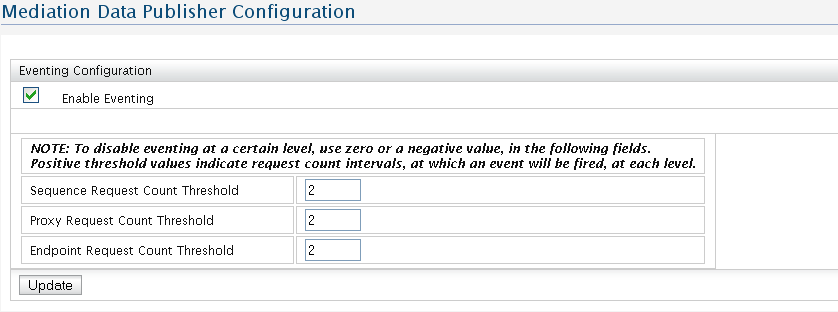 Mediation Data Publisher Configuration
Eventing Configuration
Enable Eventing
NOTE: To disable eventing at a certain level, use zero or a negative value, in the following fields.
Positive threshold values indicate request count intervals, at which an event will be fired, at each level.
Sequence Request Count Threshold 2
Proxy Request Count Threshold 2
Endpoint Request Count Threshold 2
Update